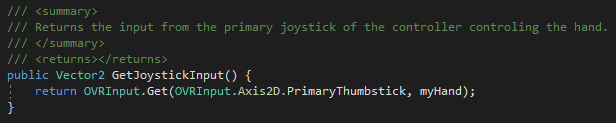 /// <summary>
/// Returns the input from the primary joystick of the controller controling the hand.
/// </summary>
/// <returns></returns>
public Vector2 GetJoystickInput() {
    return OVRInput.Get(OVRInput.Axis2D.PrimaryThumbstick, myHand);
}